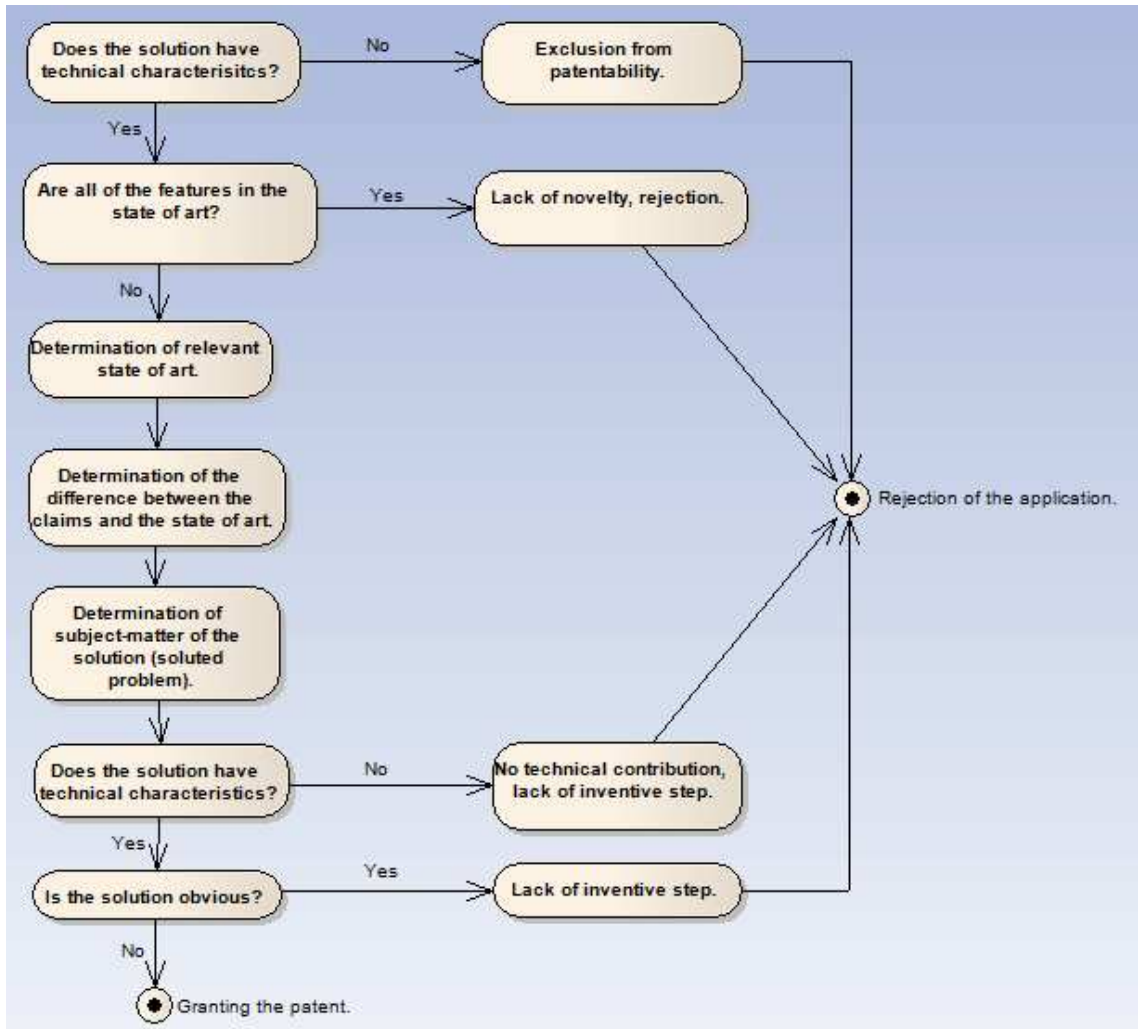 Does the solution have
technical characterisitcs?
No
Exclusion from
patentability.
Yes
Are all of the features in the
state of art?
Yes
Lack of novelty, rejection.
No
Determination of relevant
state of art.
Determination of the
difference between the
claims and the state of art.
Rejection of the application.
Determination of
subject-matter of the
solution (soluted
problem).
Does the solution have
technical characteristics?
No
No technical contribution,
lack of inventive step.
Yes
Is the solution obvious?
Yes
Lack of inventive step.
No
Granting the patent.